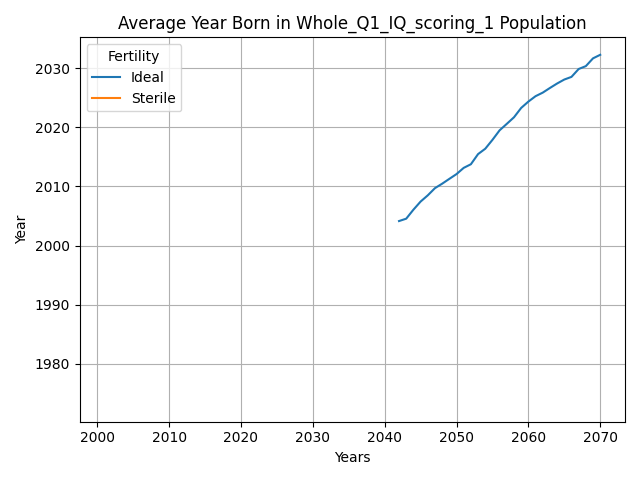 Average Year Born in Whole_Q1_IQ_scoring_1 Population
Fertility
Ideal
Sterile
2030
2020
2010
2000
1990
1980
Year
2000 2010 2020 2030 2040 2050 2060 2070
Years